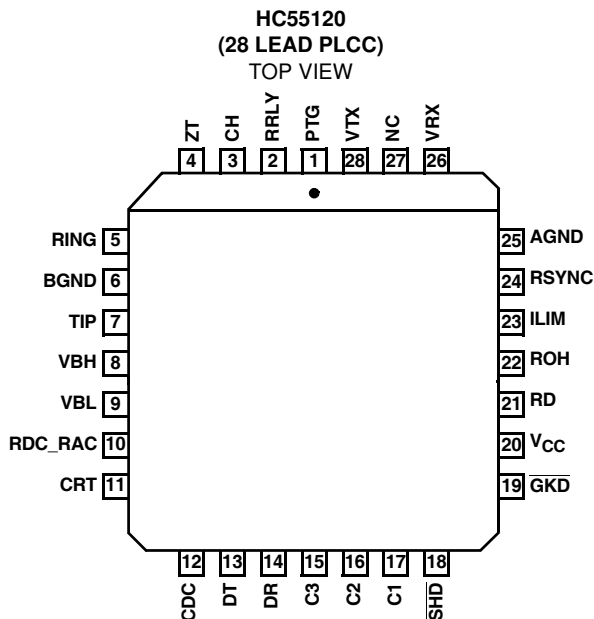 HC55120
(28 LEAD PLCC)
TOP VIEW
ZT
CH
RRLY
PTG
VTX
NC
VRX
4
3
2
1
28
27
26
RING 5
BGND 6
TIP 7
VBH 8
VBL 9
RDC_RAC 10
CRT 11
25 AGND
24 RSYNC
23 ILIM
22 ROH
21 RD
20 VCC
19 GKD
12
13
14
15
16
17
18
CDC
DT
DR
C3
C2
C1
SHD